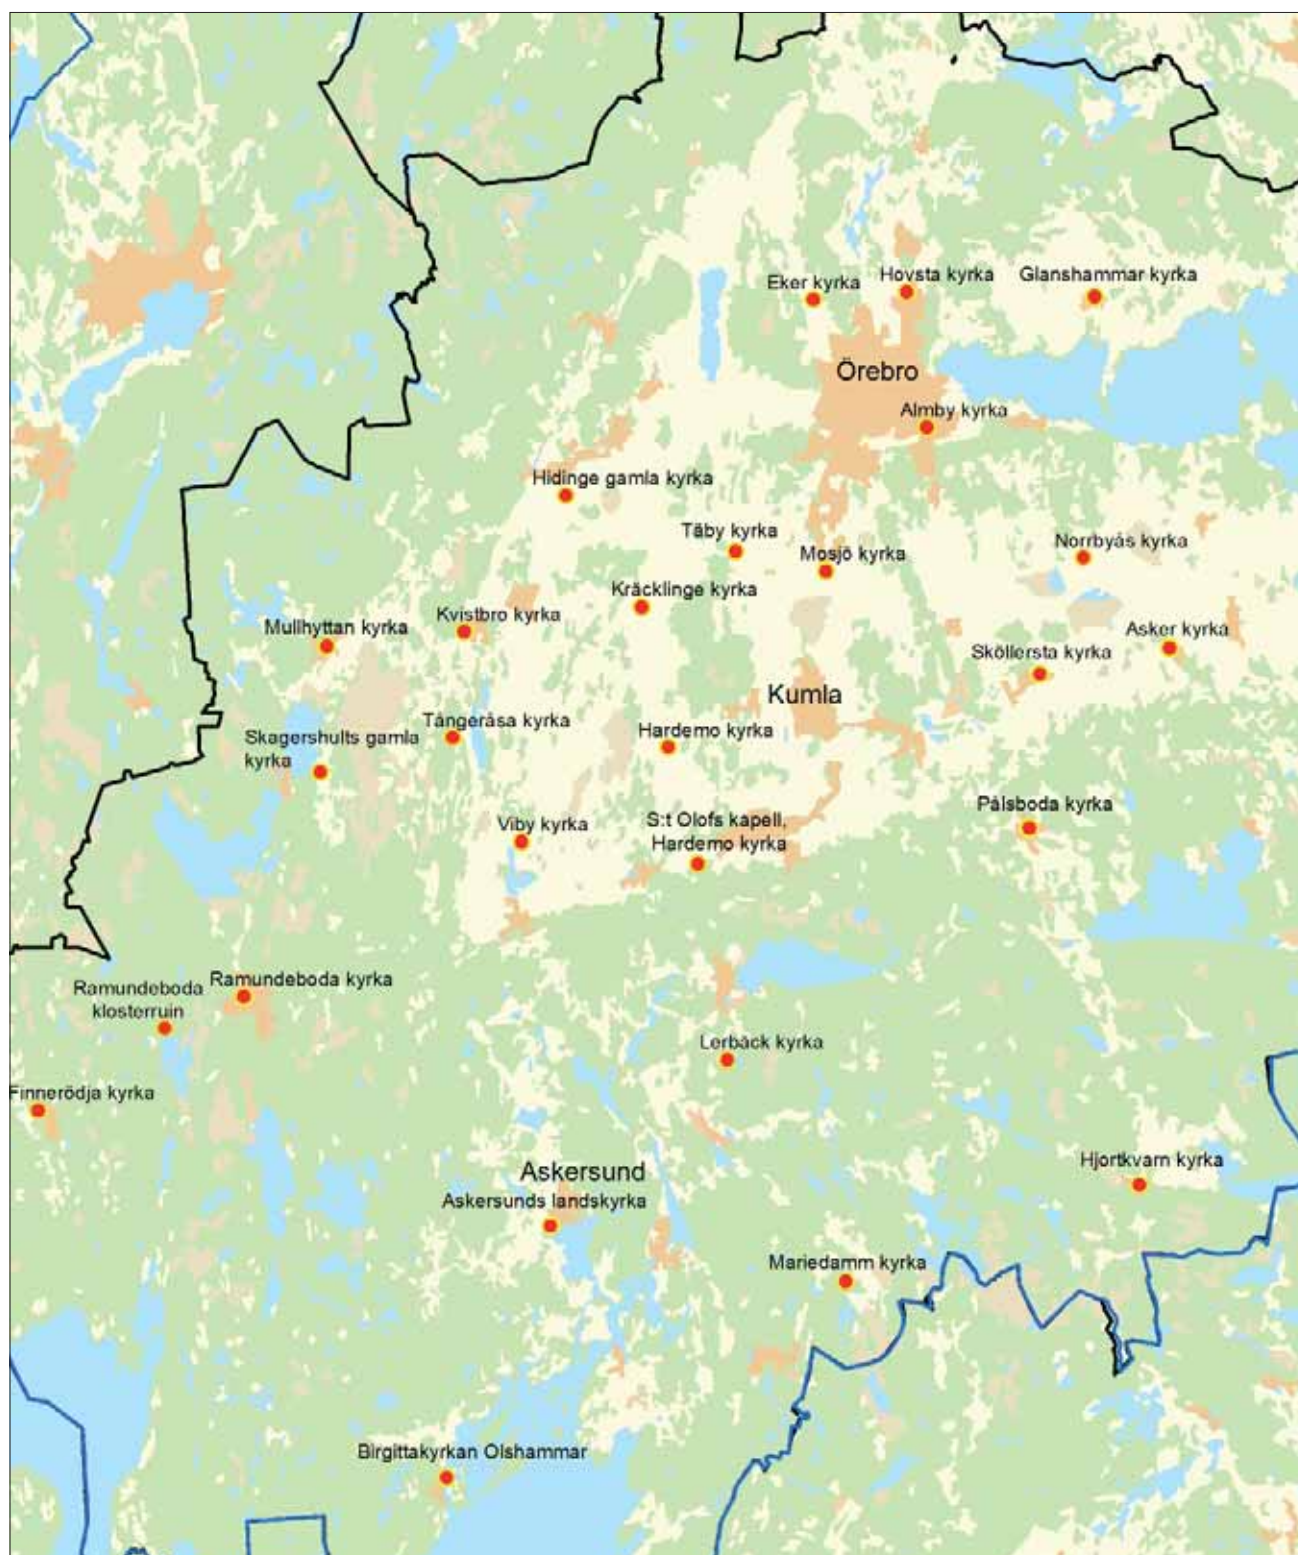 Eker kyrka
Hovsta kyrka
Glanshammar kyrka
Örebro
Almby kyrka
Hidinge gamla kyrka
Täby kyrka
Mosjö kyrka
Norrbyås kyrka
Kräcklinge kyrka
Kvistbro kyrka
Mullhyttan kyrka
Asker kyrka
Sköllersta kyrka
Kumla
Tångeråsa kyrka
Hardemo kyrka
Skagershults gamla
kyrka
Pålsboda kyrka
Viby kyrka
S:t Olofs kapell,
Hardemo kyrka
Ramundeboda kyrka
Ramundeboda
klosterruin
Lerbäck kyrka
Finnerödja kyrka
Hjortkvarn kyrka
Askersund
Askersunds landskyrka
Mariedamm kyrka
Birgittakyrkan Olshammar